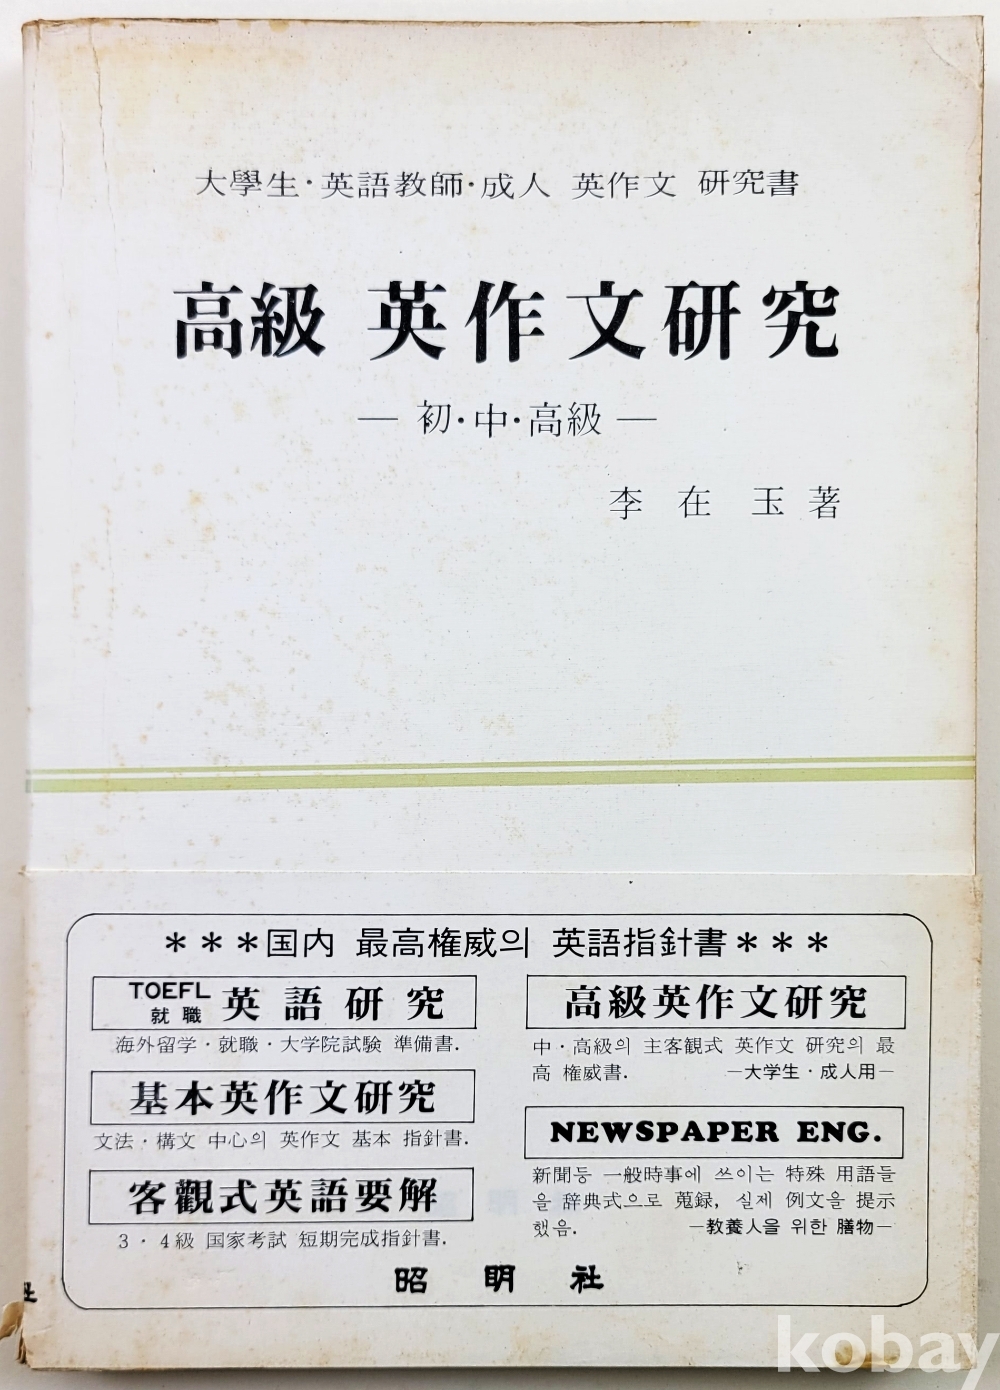 大學生·英語教師·成人 英作文 研究書
高級 英作文研究
— 初·中·高級 —
李在玉 著
＊＊＊国内 最高権威의 英語指針書＊＊＊
TOEFL
就職 英語研究
海外留学·就職·大学院試験 準備書.
基本英作文研究
文法·構文 中心의 英作文 基本 指針書.
客觀式英語要解
3·4級 国家考試 短期完成指針書.
高級英作文研究
中·高級의 主客観式 英作文 研究의 最
高 権威書. —大学生·成人用—
NEWSPAPER ENG.
新聞등 一般時事에 쓰이는 特殊 用語들
을 辞典式으로 蒐録, 실제 例文을 提示
했음. —教養人을 위한 膳物—
昭明社
社
kobay